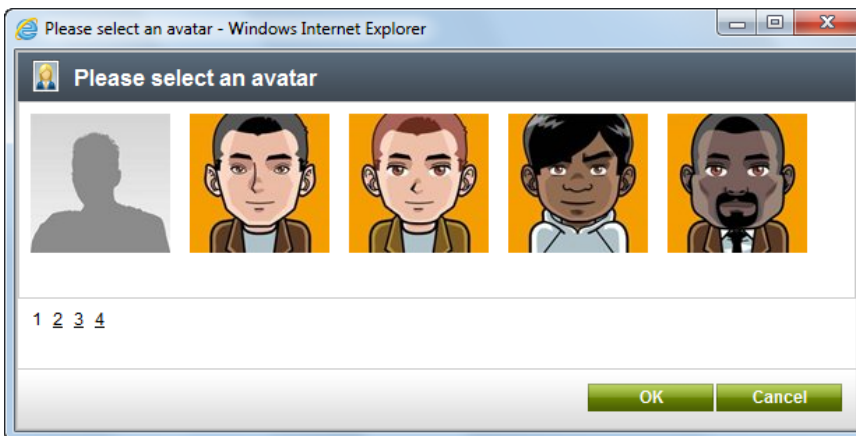 Please select an avatar - Windows Internet Explorer
Please select an avatar
1 2 3 4
OK Cancel